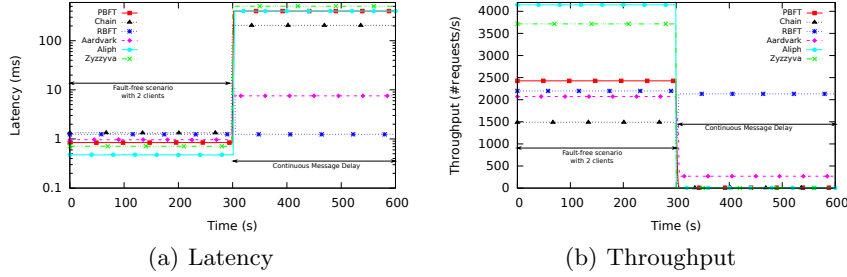 PBFT
Chain
RBFT
Aardvark
Aliph
Zyzzyva
100
10
1
0.1
Latency (ms)
Fault-free scenario
with 2 clients
Continuous Message Delay
0 100 200 300 400 500 600
Time (s)
(a) Latency
PBFT
Chain
RBFT
Aardvark
Aliph
Zyzzyva
4000
3500
3000
2500
2000
1500
1000
500
0
Throughput (#requests/s)
Continuous Message Delay
Fault-free scenario
with 2 clients
0 100 200 300 400 500 600
Time (s)
(b) Throughput